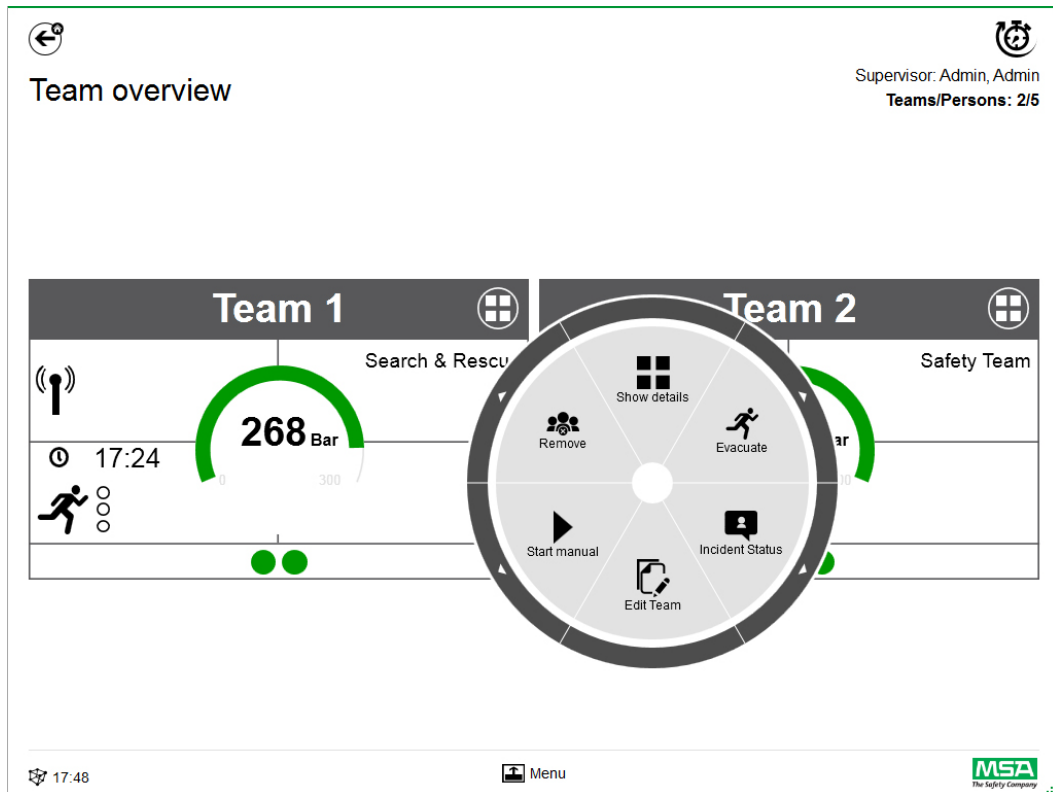 Supervisor: Admin, Admin
Team overview
Teams/Persons: 2/5
Team 1
Team 2
Search & Rescu
Safety Team
268 Bar
ar
17:24
0
300
00
Show details
Remove
Evacuate
Start manual
Incident Status
Edit Team
17:48
Menu
MSA
The Safety Company